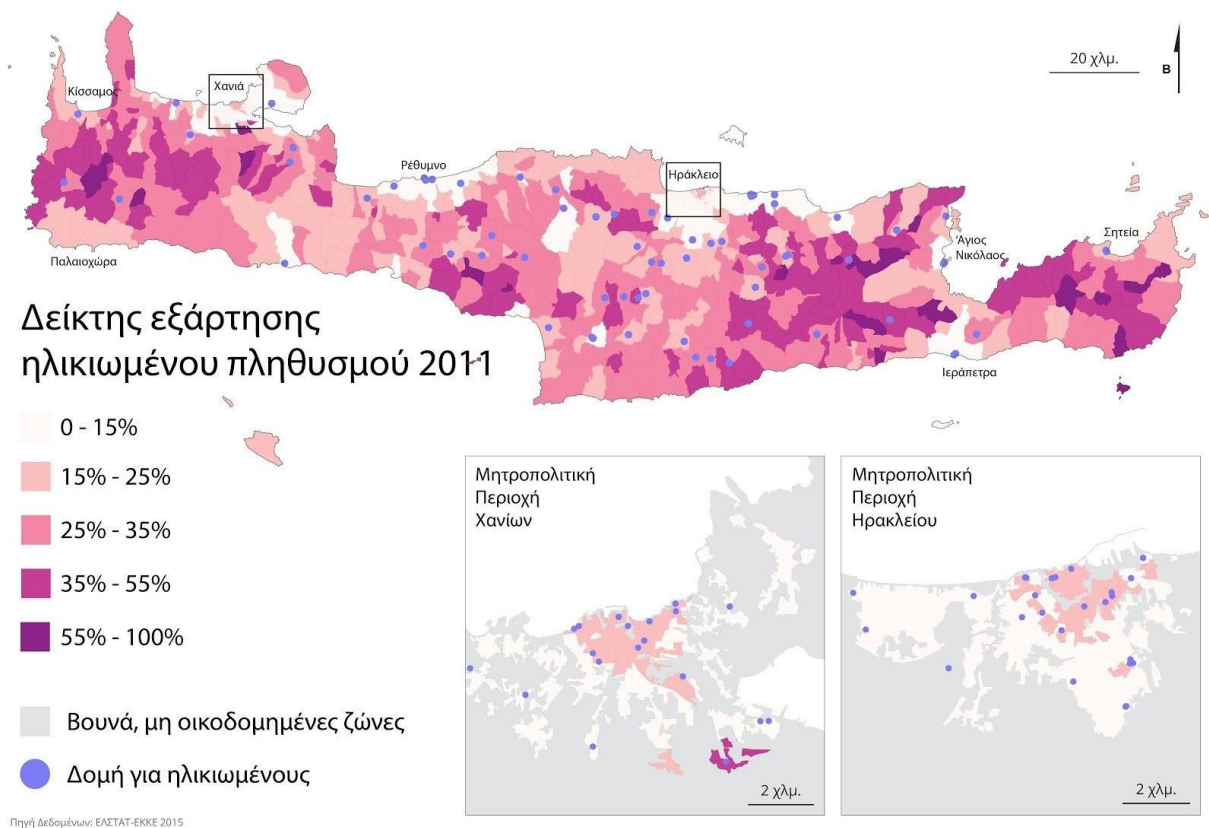 20 χλμ.
Β
Κίσσαμος
Χανιά
Ρέθυμνο
Ηράκλειο
Σητεία
Άγιος
Νικόλαος
Παλαιοχώρα
Ιεράπετρα
Δείκτης εξάρτησης
ηλικιωμένου πληθυσμού 2011
0 - 15%
15% - 25%
25% - 35%
35% - 55%
55% - 100%
Βουνά, μη οικοδομημένες ζώνες
Δομή για ηλικιωμένους
Πηγή Δεδομένων: ΕΛΣΤΑΤ-ΕΚΚΕ 2015
Μητροπολιτική
Περιοχή
Χανίων
2 χλμ.
Μητροπολιτική
Περιοχή
Ηρακλείου
2 χλμ.